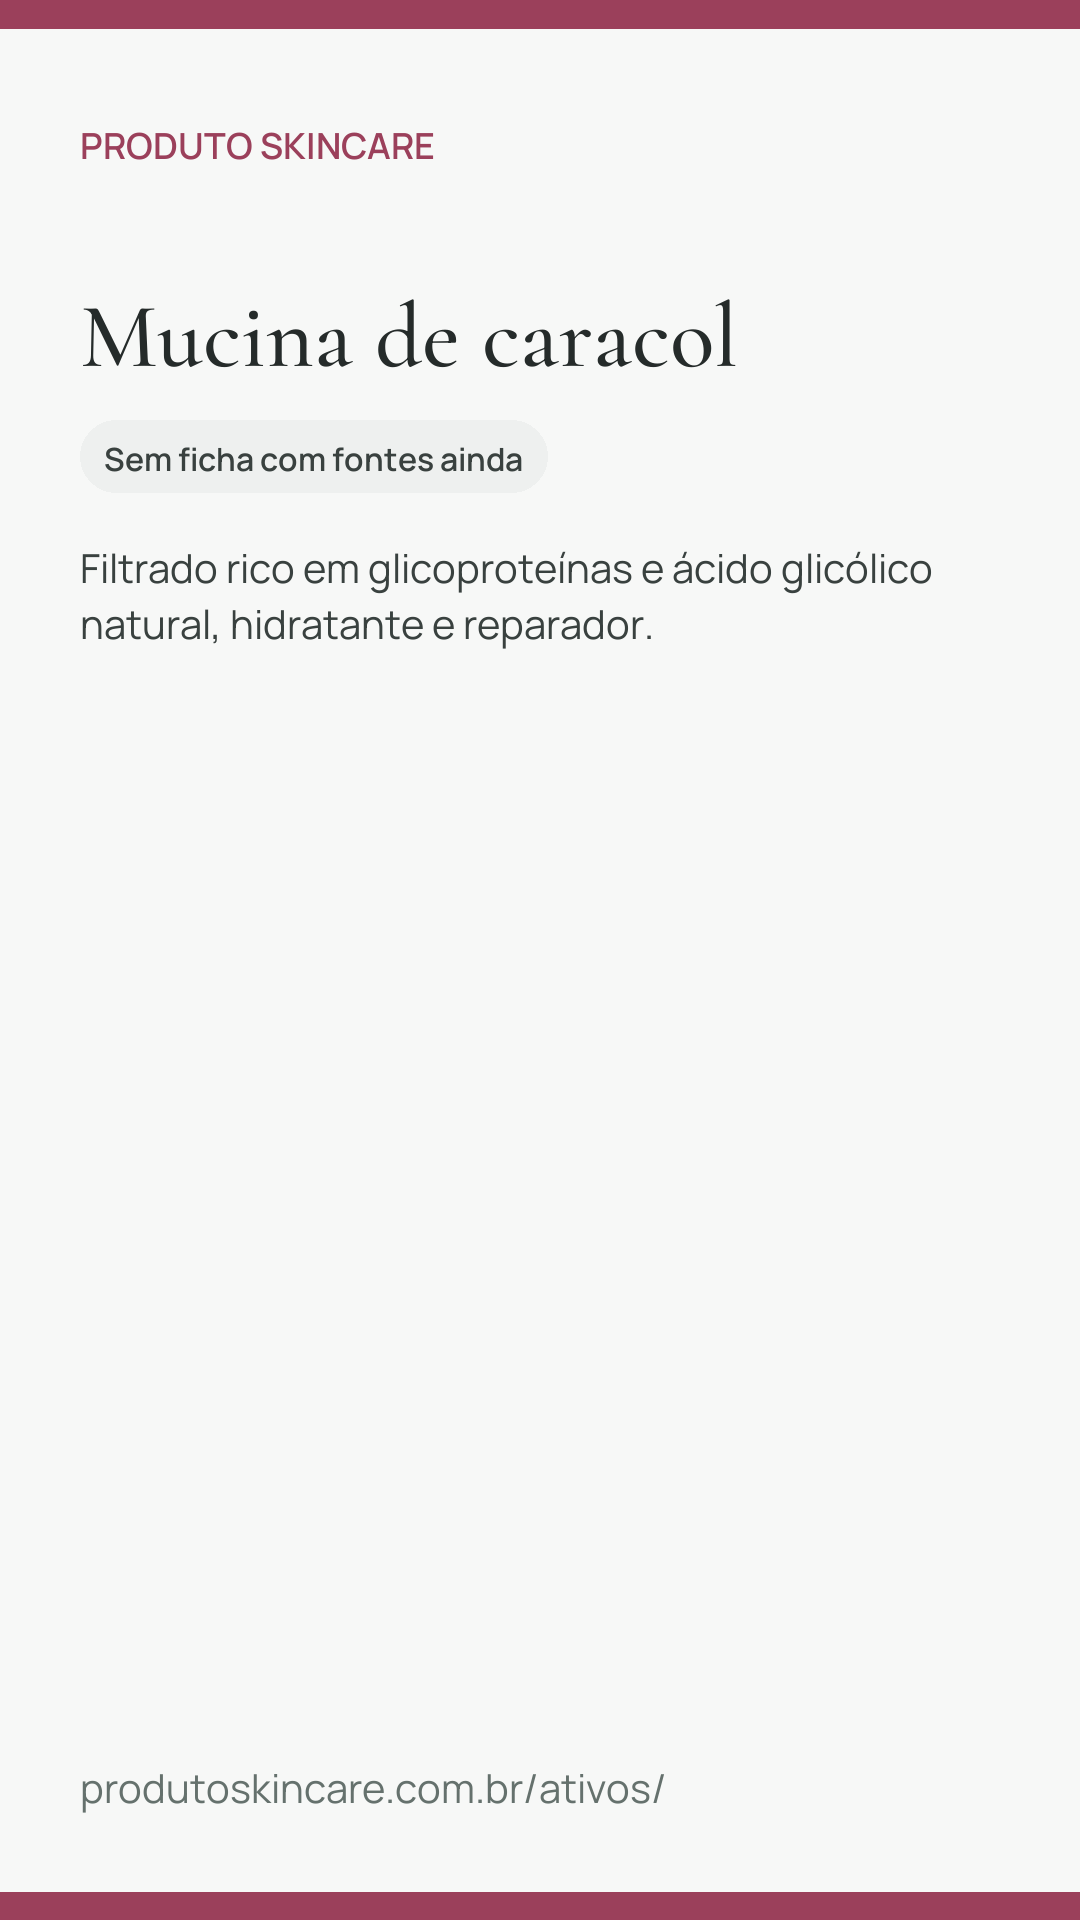 PRODUTO SKINCARE
Mucina de caracol
Sem ficha com fontes ainda
Filtrado rico em glicoproteínas e ácido glicólico
natural, hidratante e reparador.
produtoskincare.com.br/ativos/